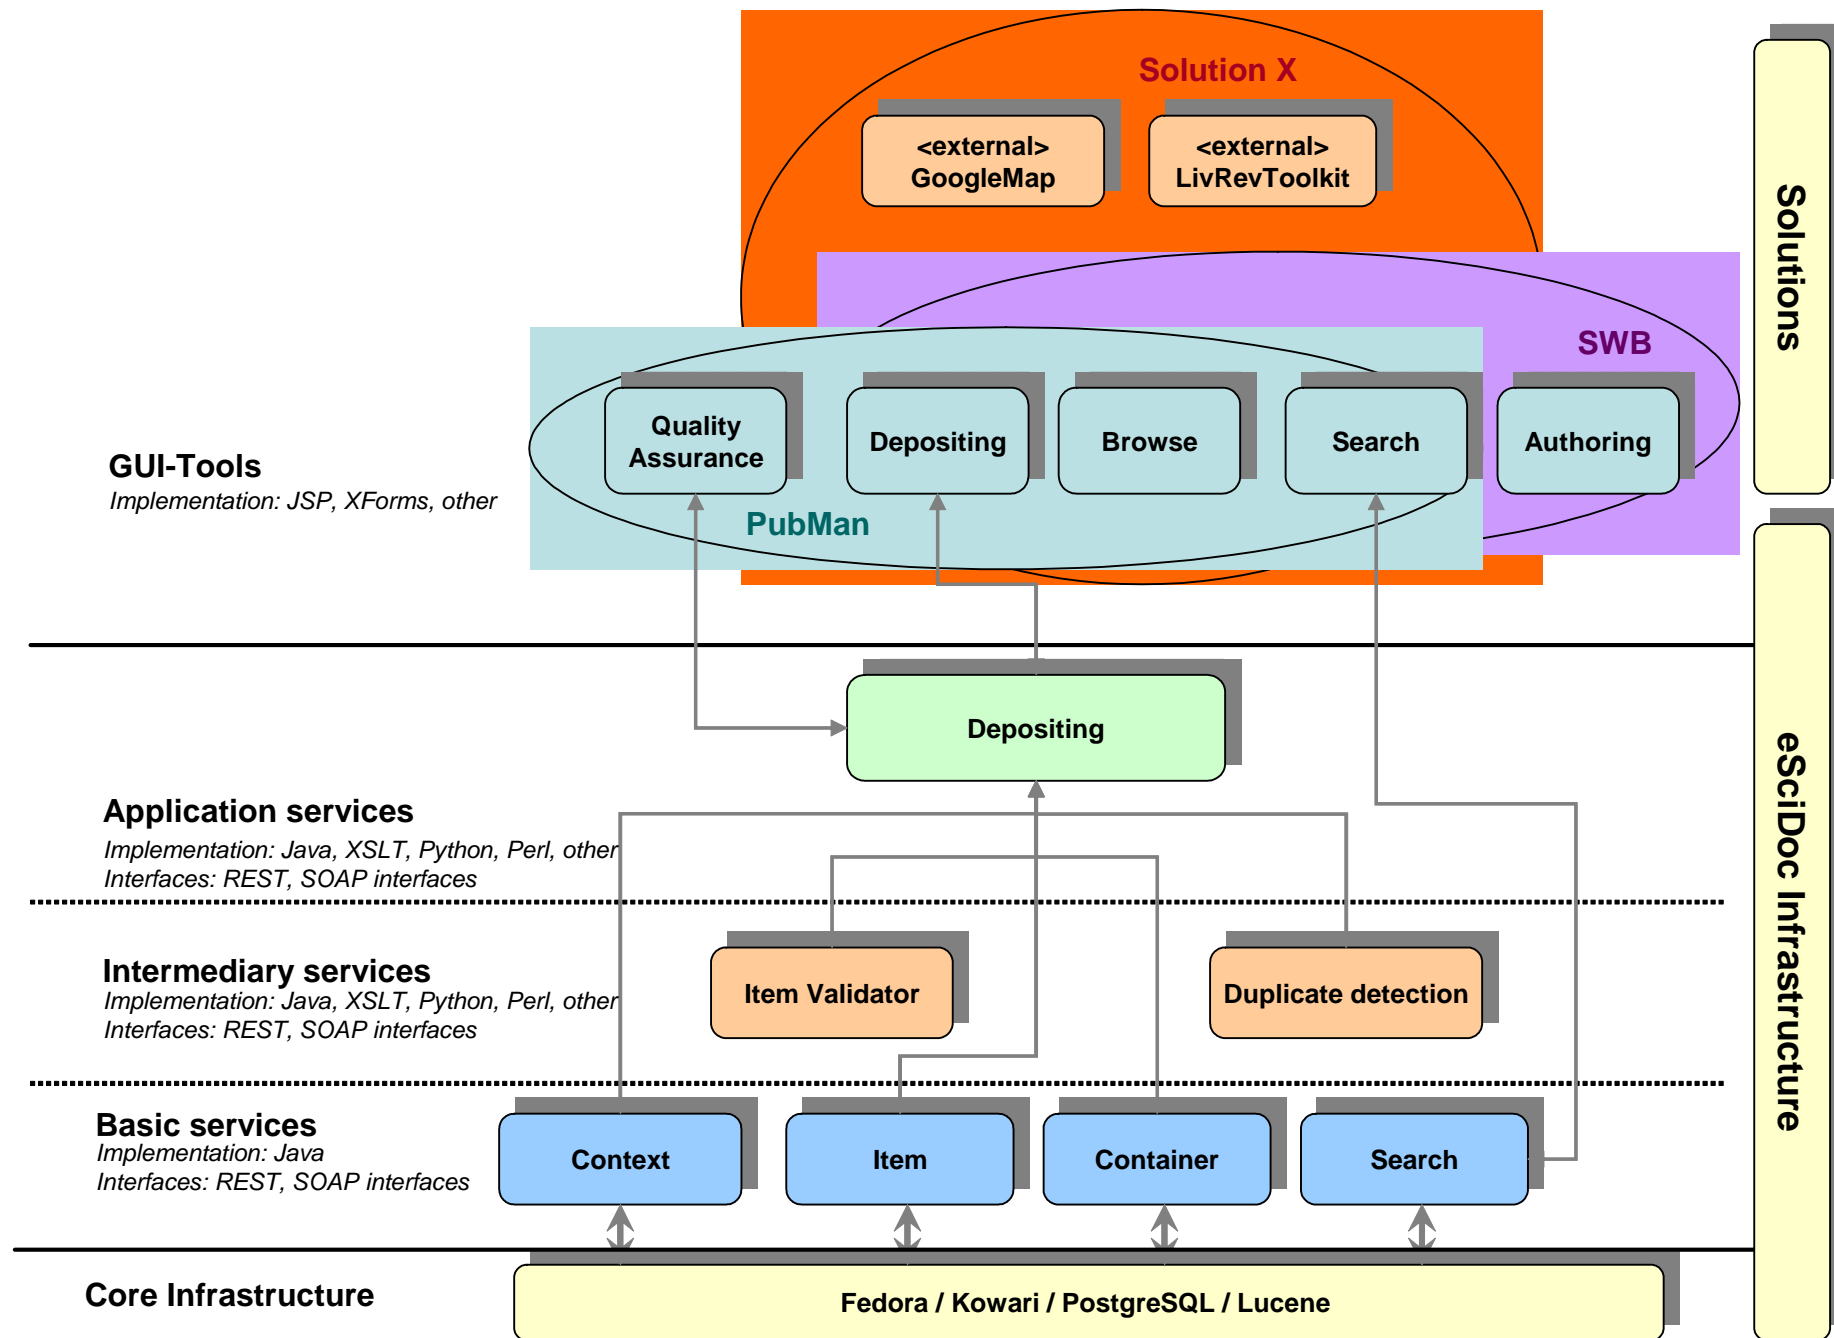 Solution X
<external>
GoogleMap
<external>
LivRevToolkit
Solutions
SWB
Quality
Assurance
Depositing
Browse
Search
Authoring
GUI-Tools
Implementation: JSP, XForms, other
PubMan
Depositing
eSciDoc Infrastructure
Application services
Implementation: Java, XSLT, Python, Perl, other
Interfaces: REST, SOAP interfaces
Intermediary services
Implementation: Java, XSLT, Python, Perl, other
Interfaces: REST, SOAP interfaces
Item Validator
Duplicate detection
Basic services
Implementation: Java
Interfaces: REST, SOAP interfaces
Context
Item
Container
Search
Core Infrastructure
Fedora / Kowari / PostgreSQL / Lucene